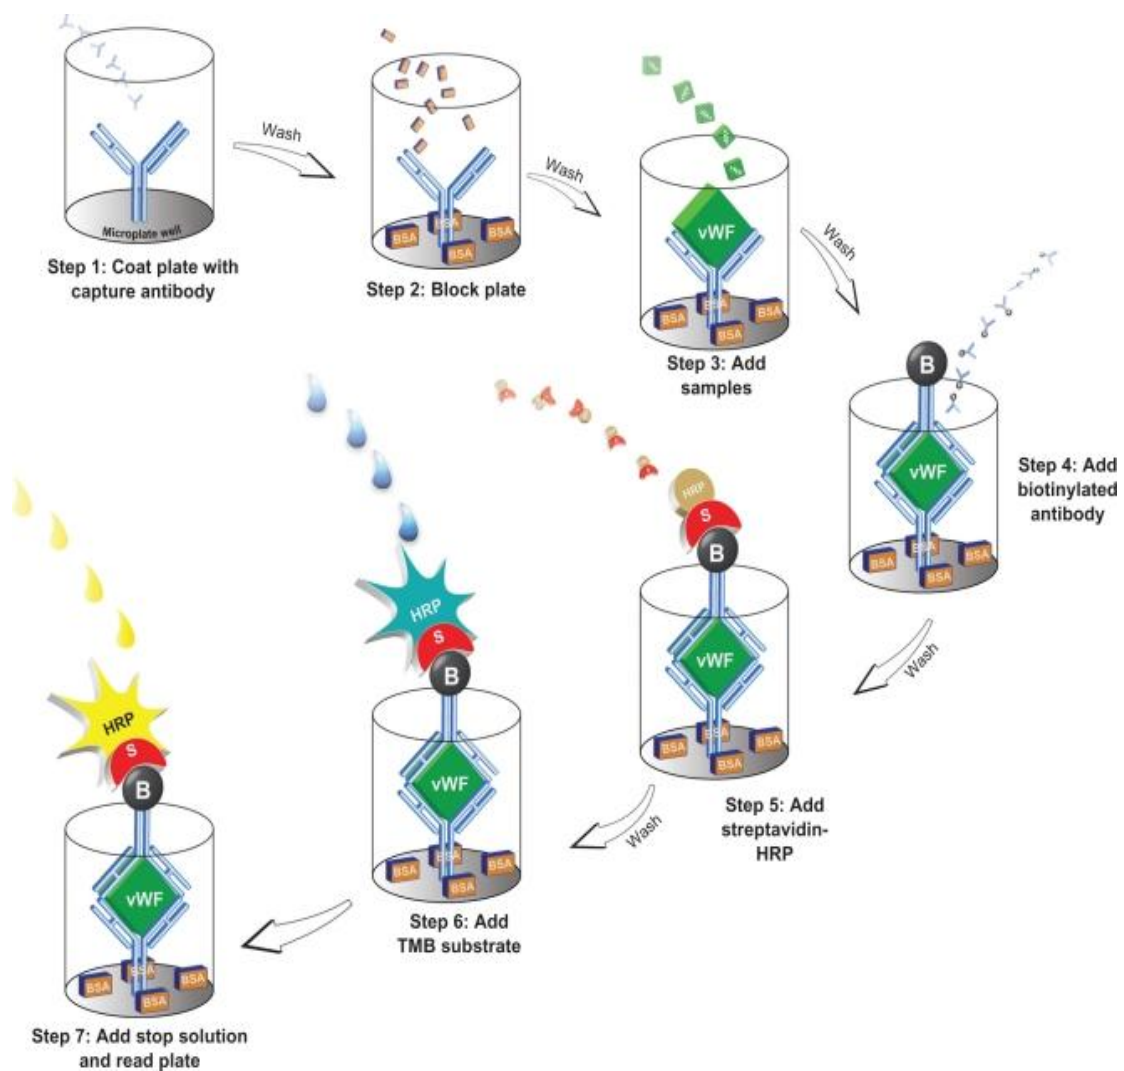 Microplate well
Step 1: Coat plate with
capture antibody
Wash
BSA
BSA
BSA
BSA
Step 2: Block plate
Wash
vWF
BSA
BSA
BSA
BSA
Step 3: Add
samples
Wash
B
vWF
BSA
BSA
BSA
BSA
Step 4: Add
biotinylated
antibody
Wash
HRP
S
B
vWF
BSA
BSA
BSA
BSA
Step 5: Add
streptavidin-
HRP
Wash
HRP
S
B
vWF
BSA
BSA
BSA
BSA
Step 6: Add
TMB substrate
HRP
S
B
vWF
BSA
BSA
BSA
BSA
Step 7: Add stop solution
and read plate